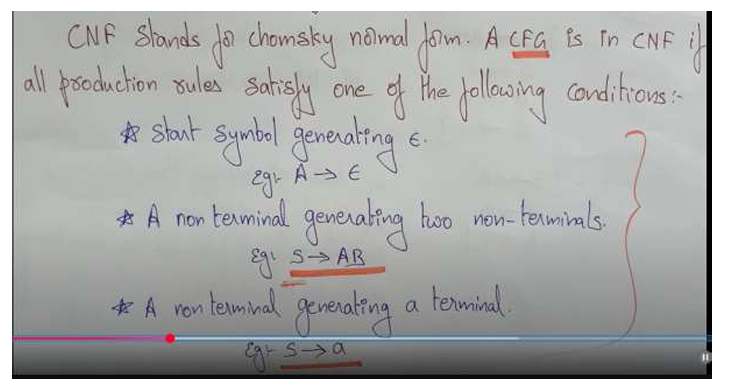 CNF Stands for chomsky normal form. A CFG is in CNF if
all production rules satisfy one of the following conditions:-
☆ Start Symbol generating ϵ.
Eg:- A → ϵ
☆ A non terminal generating two non-terminals.
Eg: S → AB
☆ A non terminal generating a terminal.
Eg:- S → a